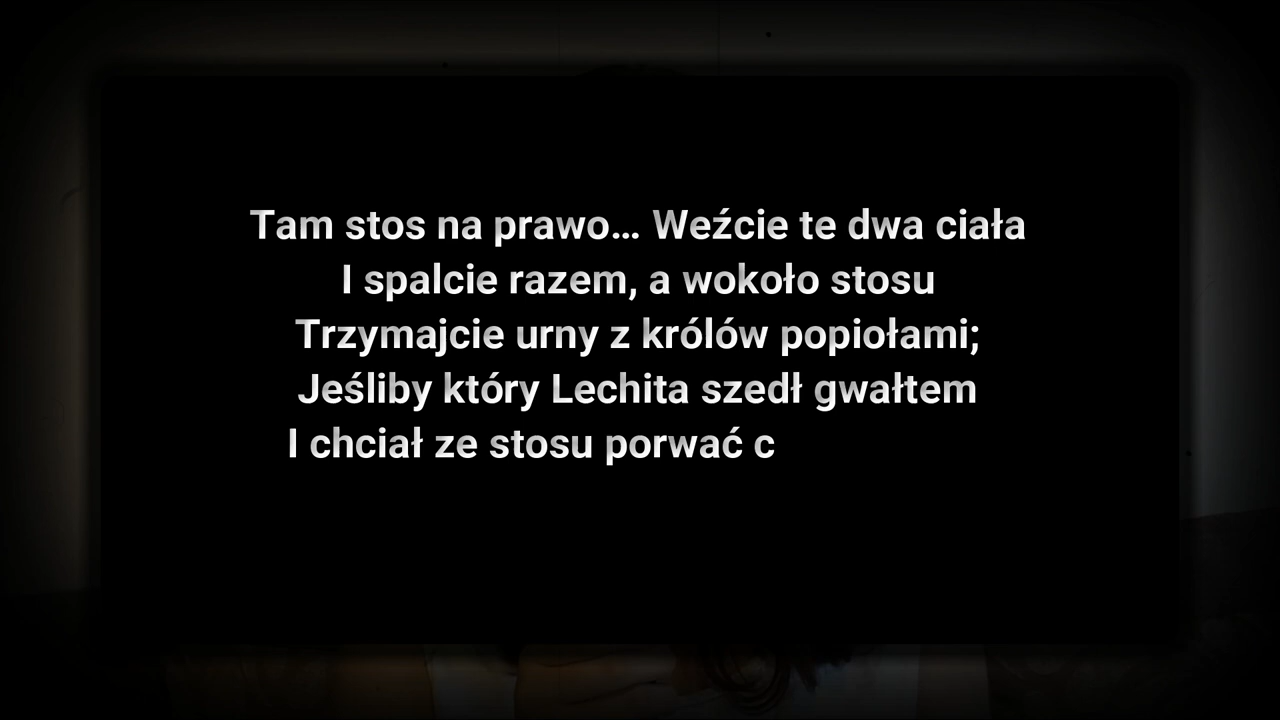 Tam stos na prawo... Weźcie te dwa ciała
I spalcie razem, a wokoło stosu
Trzymajcie urny z królów popiołami;
Jeśliby który Lechita szedł gwałtem
I chciał ze stosu porwać c